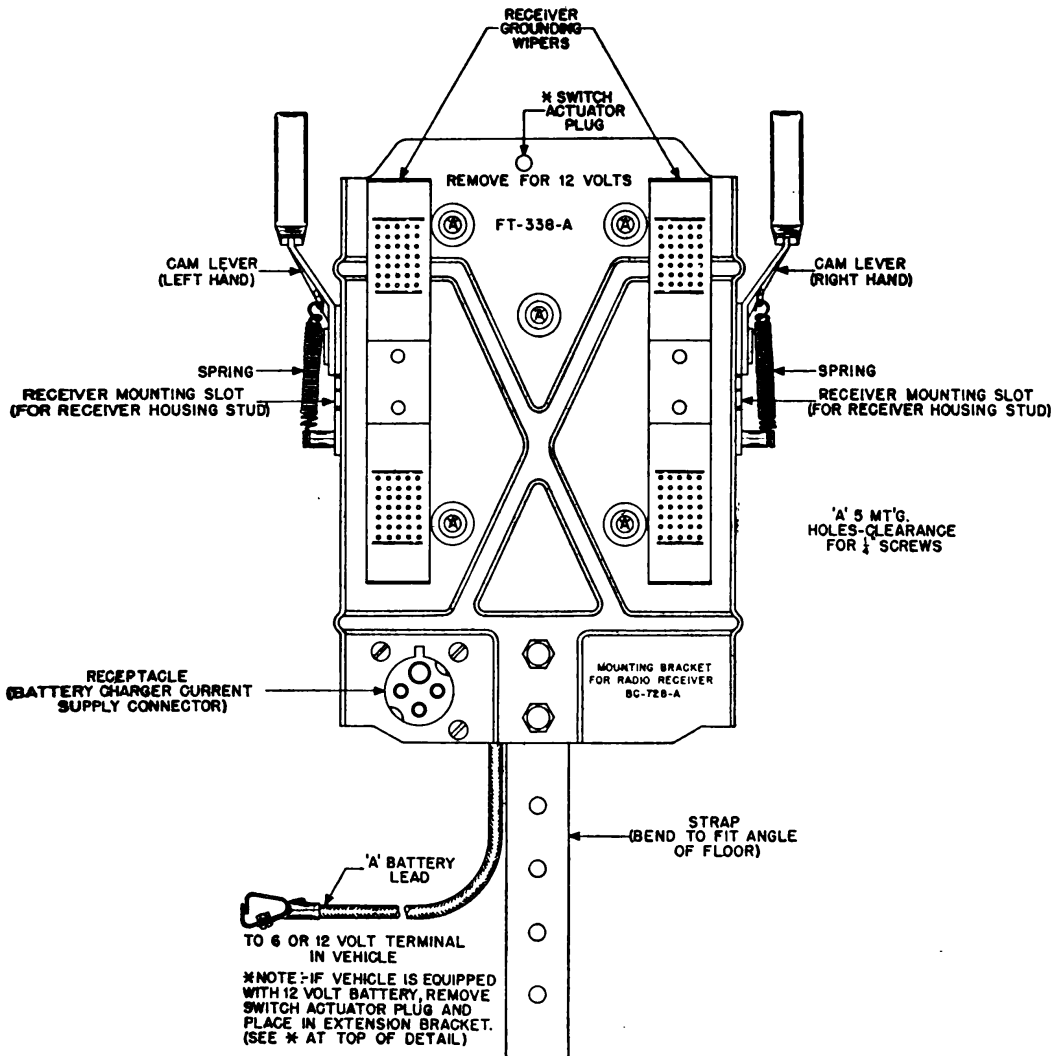 RECEIVER
GROUNDING
WIPERS
* SWITCH
ACTUATOR
PLUG
REMOVE FOR 12 VOLTS
A
FT-338-A
A
CAM LEVER
(LEFT HAND)
CAM LEVER
(RIGHT HAND)
A
SPRING
SPRING
RECEIVER MOUNTING SLOT
(FOR RECEIVER HOUSING STUD)
RECEIVER MOUNTING SLOT
(FOR RECEIVER HOUSING STUD)
A
A
'A' 5 MT'G.
HOLES-CLEARANCE
FOR ¼" SCREWS
RECEPTACLE
(BATTERY CHARGER CURRENT
SUPPLY CONNECTOR)
MOUNTING BRACKET
FOR RADIO RECEIVER
BC-728-A
STRAP
(BEND TO FIT ANGLE
OF FLOOR)
'A' BATTERY
LEAD
TO 6 OR 12 VOLT TERMINAL
IN VEHICLE
*NOTE:-IF VEHICLE IS EQUIPPED
WITH 12 VOLT BATTERY, REMOVE
SWITCH ACTUATOR PLUG AND
PLACE IN EXTENSION BRACKET.
(SEE * AT TOP OF DETAIL)